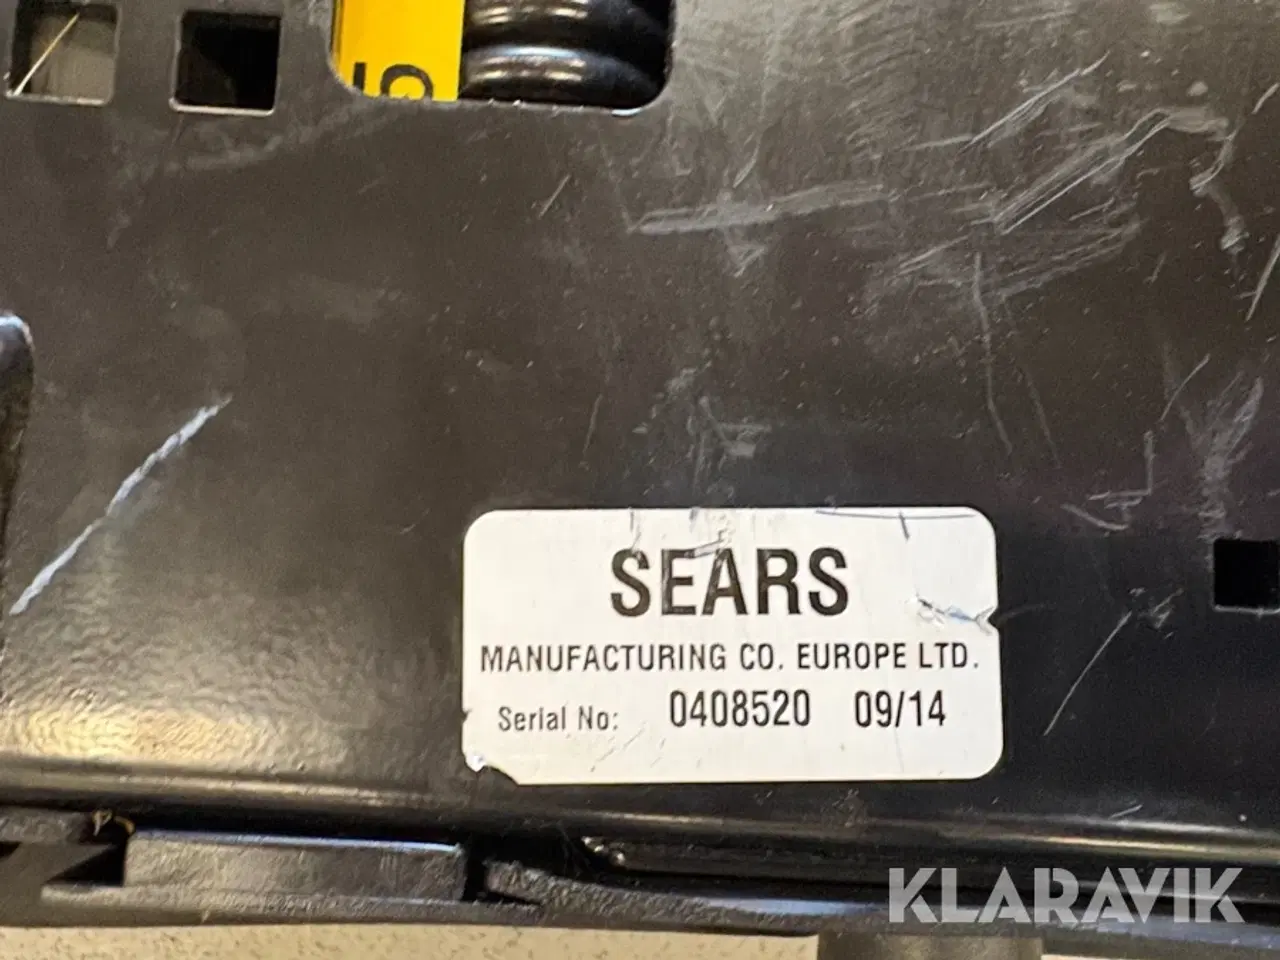 SEARS
MANUFACTURING CO. EUROPE LTD.
Serial No: 0408520 09/14
KLARAVIK